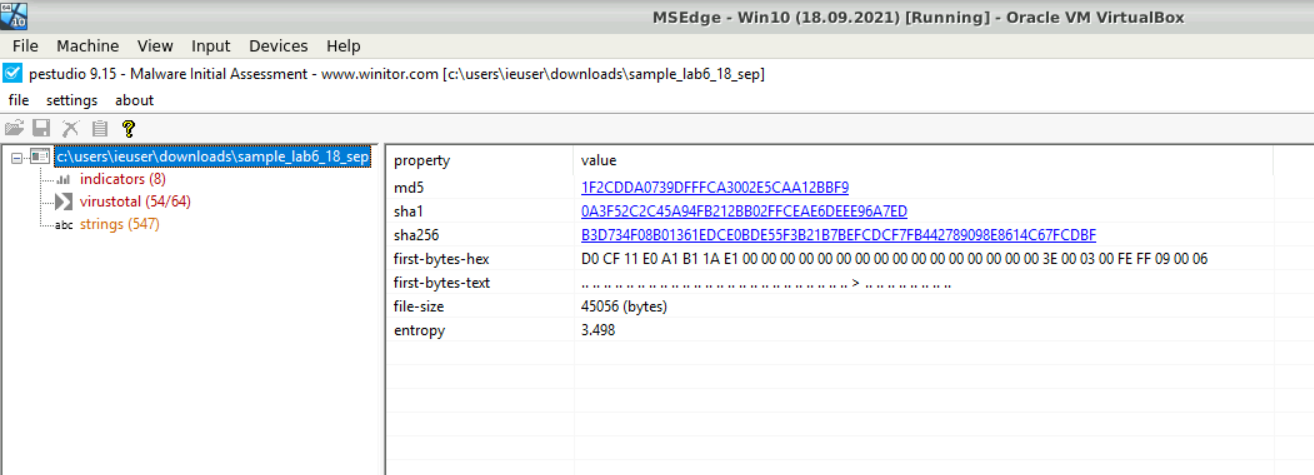 MSEdge - Win10 (18.09.2021) [Running] - Oracle VM VirtualBox
File Machine View Input Devices Help
pestudio 9.15 - Malware Initial Assessment - www.winitor.com [c:\users\ieuser\downloads\sample_lab6_18_sep]
file settings about
c:\users\ieuser\downloads\sample_lab6_18_sep
indicators (8)
virustotal (54/64)
abc strings (547)
property value
md5 1F2CDDA0739DFFFCA3002E5CAA12BBF9
sha1 0A3F52C2C45A94FB212BB02FFCEAE6DEEE96A7ED
sha256 B3D734F08B01361EDCE0BDE55F3B21B7BEFCDCF7FB442789098E8614C67FCDBF
first-bytes-hex D0 CF 11 E0 A1 B1 1A E1 00 00 00 00 00 00 00 00 00 00 00 00 00 00 00 00 3E 00 03 00 FE FF 09 00 06
first-bytes-text .. .. .. .. .. .. .. .. .. .. .. .. .. .. .. .. .. .. .. .. .. .. .. .. > .. .. .. .. .. .. .. ..
file-size 45056 (bytes)
entropy 3.498